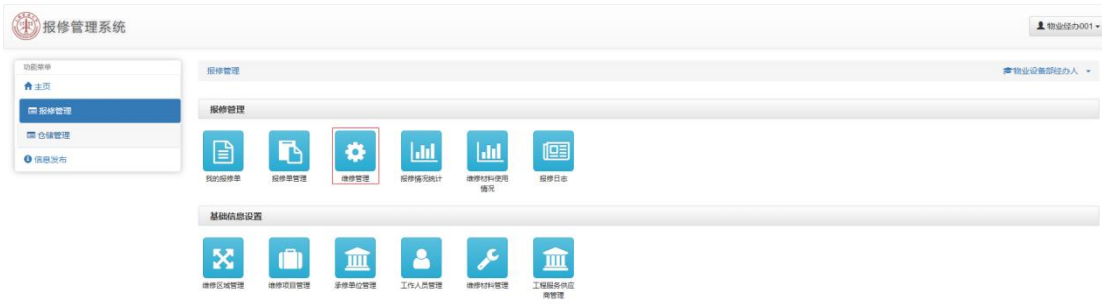 报修管理系统
物业经办001
功能菜单
主页
报修管理
仓储管理
信息发布
报修管理
物业设备部经办人
报修管理
我的报修单
报修单管理
维修管理
报修情况统计
维修材料使用
情况
报修日志
基础信息设置
维修区域管理
维修项目管理
承修单位管理
工作人员管理
维修材料管理
工程服务供应
商管理